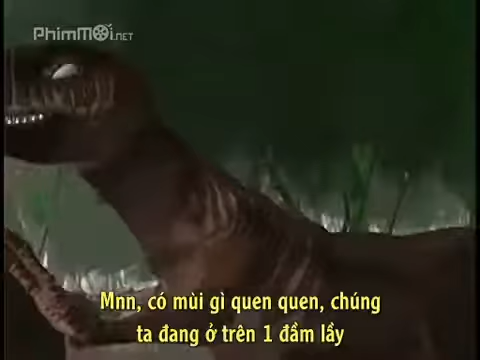 PhimMoi.NET
Mnn, có mùi gì quen quen, chúng
ta đang ở trên 1 đầm lầy